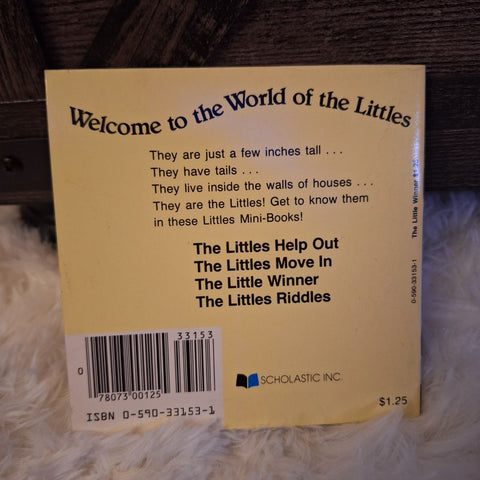 Welcome to the World of the Littles
They are just a few inches tall . . .
They have tails . . .
They live inside the walls of houses . . .
They are the Littles! Get to know them
in these Littles Mini-Books!
The Littles Help Out
The Littles Move In
The Little Winner
The Littles Riddles
33153
0
78073 00125
ISBN 0-590-33153-1
SCHOLASTIC INC.
$1.25
0-590-33153-1
The Little Winner $1.25